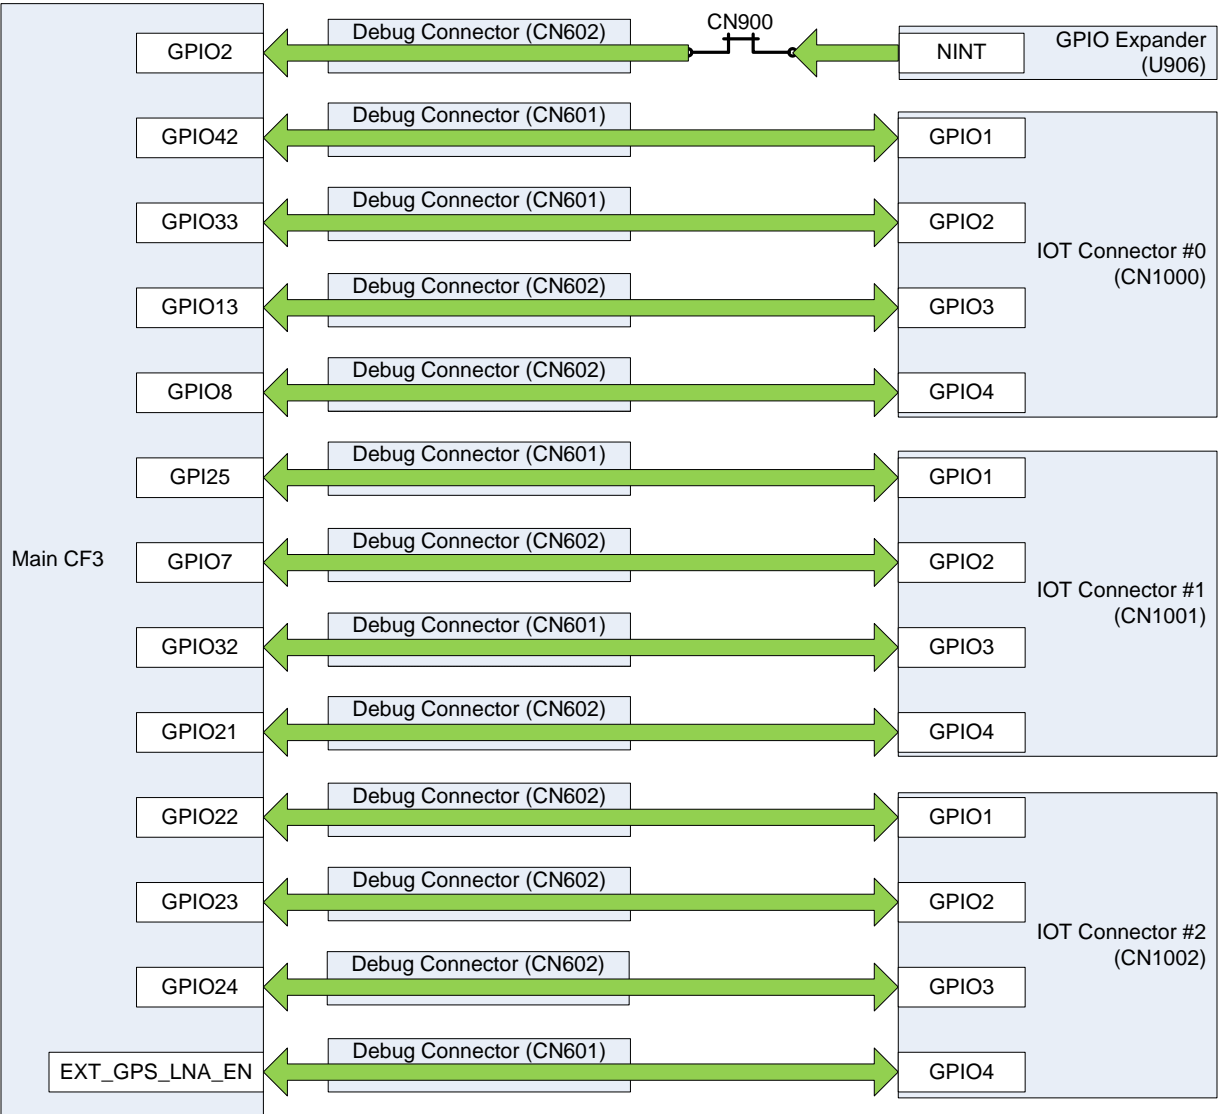 CN900
GPIO2
Debug Connector (CN602)
NINT
GPIO Expander
(U906)
GPIO42
Debug Connector (CN601)
GPIO1
GPIO33
Debug Connector (CN601)
GPIO2
IOT Connector #0
(CN1000)
GPIO13
Debug Connector (CN602)
GPIO3
GPIO8
Debug Connector (CN602)
GPIO4
GPI25
Debug Connector (CN601)
GPIO1
Main CF3
GPIO7
Debug Connector (CN602)
GPIO2
IOT Connector #1
(CN1001)
GPIO32
Debug Connector (CN601)
GPIO3
GPIO21
Debug Connector (CN602)
GPIO4
GPIO22
Debug Connector (CN602)
GPIO1
GPIO23
Debug Connector (CN602)
GPIO2
IOT Connector #2
(CN1002)
GPIO24
Debug Connector (CN602)
GPIO3
EXT_GPS_LNA_EN
Debug Connector (CN601)
GPIO4